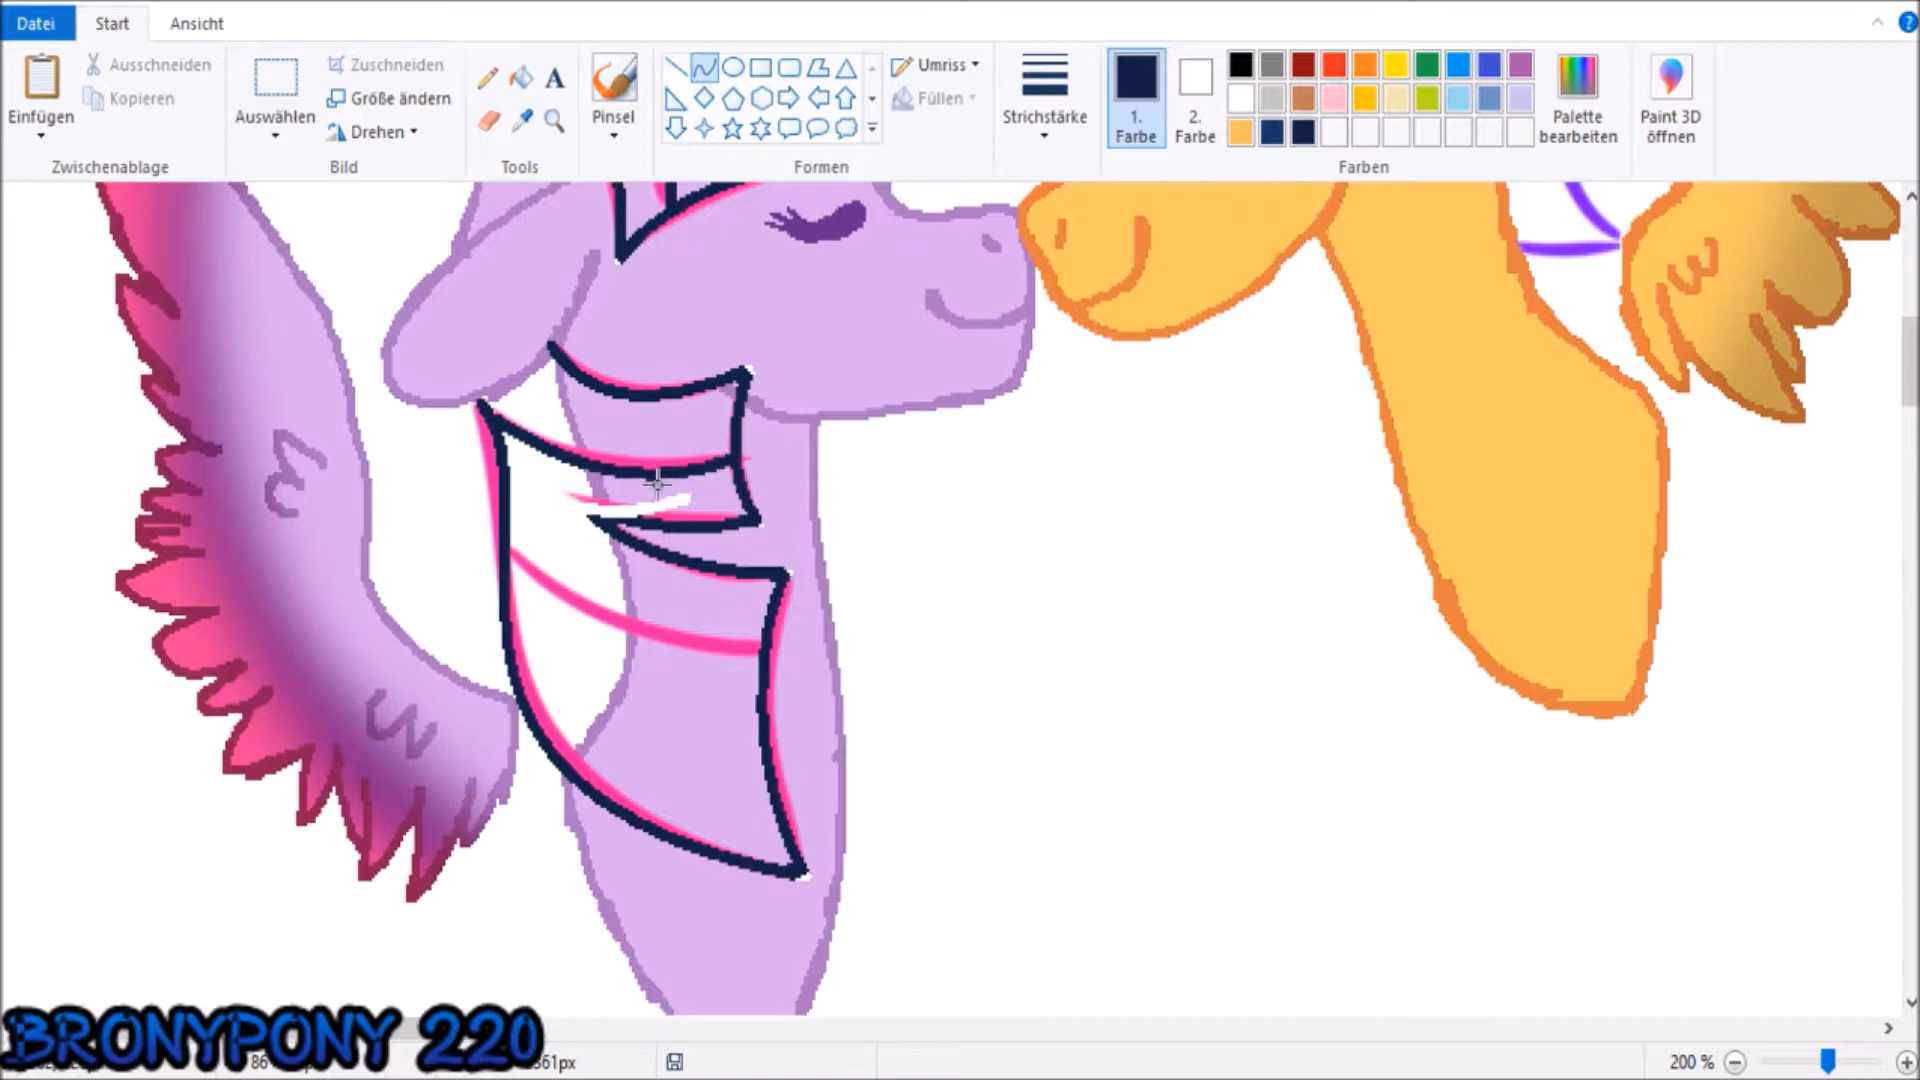 Datei Start Ansicht
Ausschneiden Zuschneiden Umriss
Kopieren Größe ändern Füllen
Einfügen Auswählen Drehen Pinsel Strichstärke 1. Farbe 2. Farbe Palette bearbeiten Paint 3D öffnen
Zwischenablage Bild Tools Formen Farben
BRONYPONY 220
361px 200 %